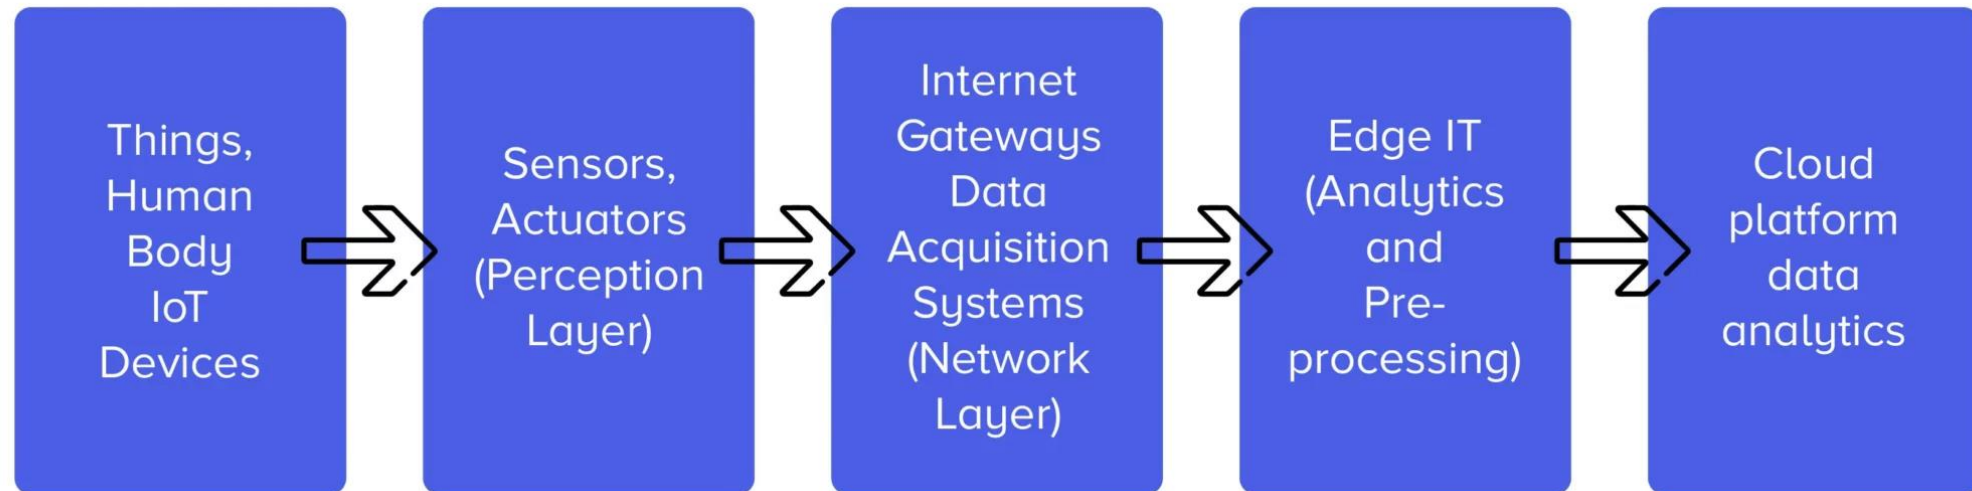 Things,
Human
Body
IoT
Devices
Sensors,
Actuators
(Perception
Layer)
Internet
Gateways
Data
Acquisition
Systems
(Network
Layer)
Edge IT
(Analytics
and
Pre-
processing)
Cloud
platform
data
analytics